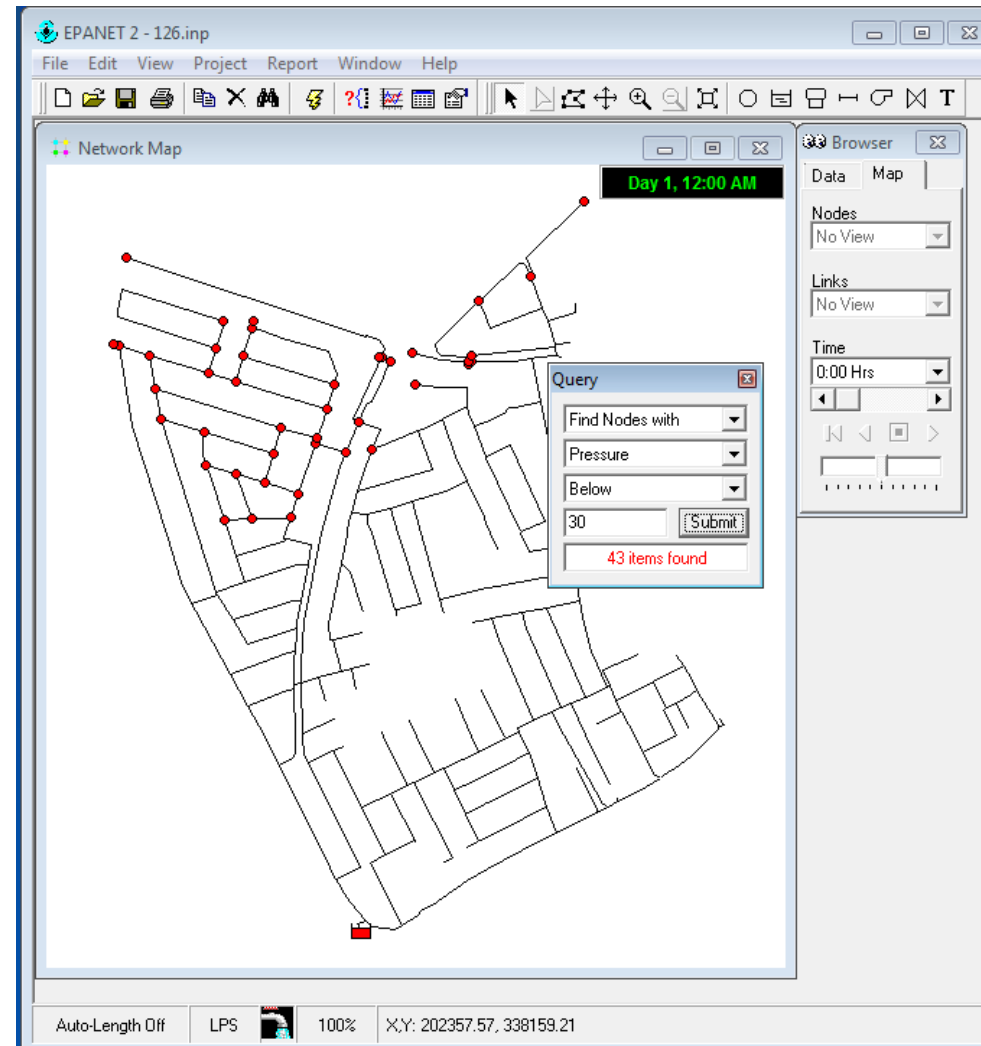 EPANET 2 - 126.inp
File Edit View Project Report Window Help
T
Network Map
Day 1, 12:00 AM
Browser
Data Map
Nodes
No View
Links
No View
Time
0:00 Hrs
Query
Find Nodes with
Pressure
Below
30 Submit
43 items found
Auto-Length Off LPS 100% X,Y: 202357.57, 338159.21